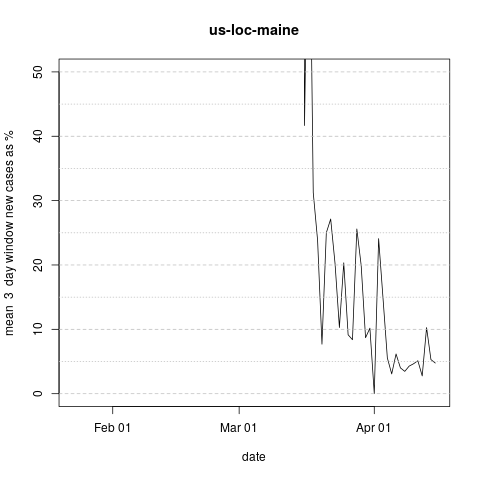 us-loc-maine
mean 3 day window new cases as %
50
40
30
20
10
0
Feb 01
Mar 01
Apr 01
date